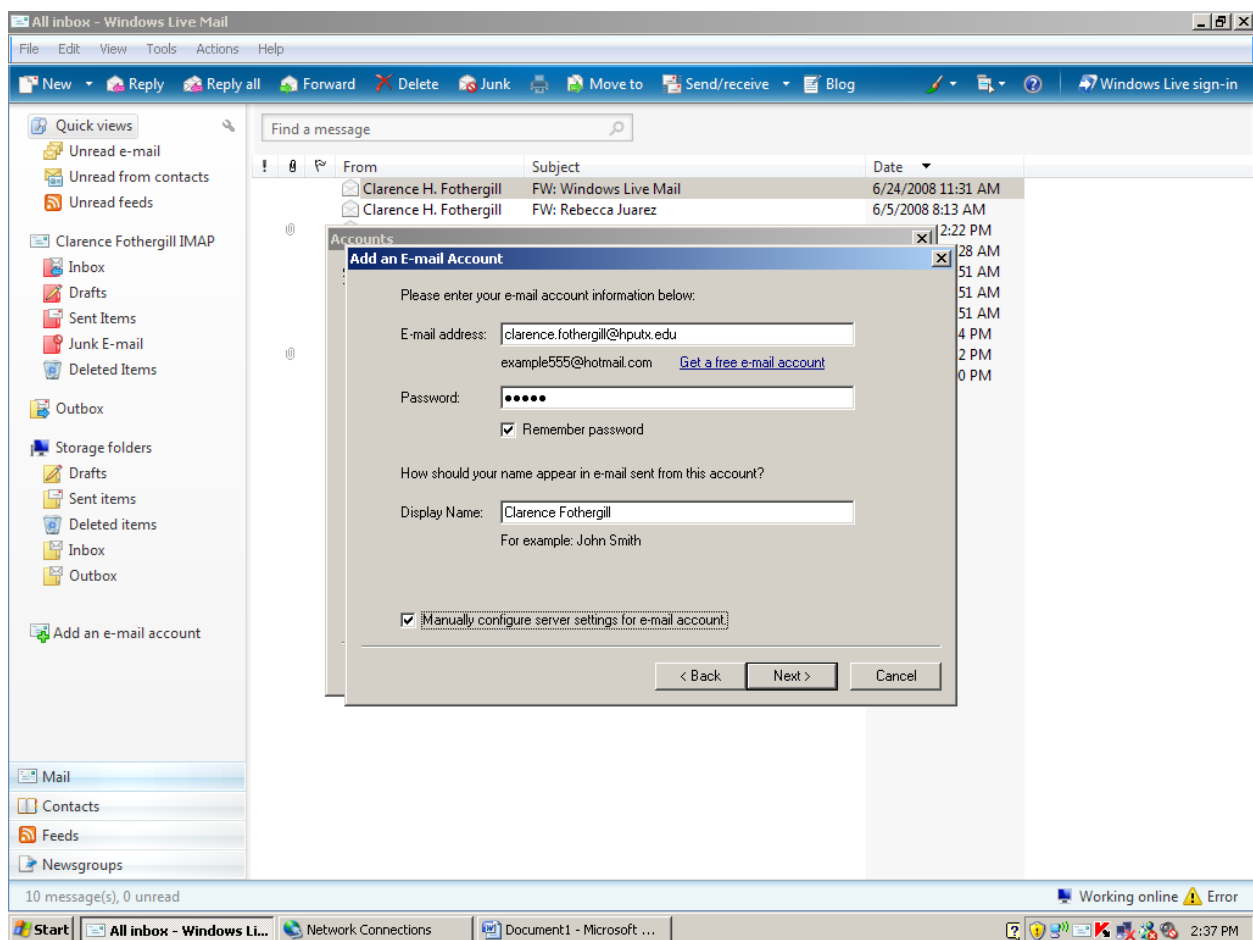 All inbox - Windows Live Mail
File Edit View Tools Actions Help
New Reply Reply all Forward Delete Junk Move to Send/receive Blog Windows Live sign-in
Quick views
Unread e-mail
Unread from contacts
Unread feeds
Clarence Fothergill IMAP
Inbox
Drafts
Sent Items
Junk E-mail
Deleted Items
Outbox
Storage folders
Drafts
Sent items
Deleted items
Inbox
Outbox
Add an e-mail account
Mail
Contacts
Feeds
Newsgroups
Find a message
! From Subject Date
Clarence H. Fothergill FW: Windows Live Mail 6/24/2008 11:31 AM
Clarence H. Fothergill FW: Rebecca Juarez 6/5/2008 8:13 AM
2:22 PM
28 AM
51 AM
51 AM
51 AM
4 PM
2 PM
0 PM
Accounts
Add an E-mail Account
Please enter your e-mail account information below:
E-mail address: clarence.fothergill@hputx.edu
example555@hotmail.com Get a free e-mail account
Password: •••••
Remember password
How should your name appear in e-mail sent from this account?
Display Name: Clarence Fothergill
For example: John Smith
Manually configure server settings for e-mail account.
< Back Next > Cancel
10 message(s), 0 unread Working online Error
Start All inbox - Windows Li... Network Connections Document1 - Microsoft ... 2:37 PM